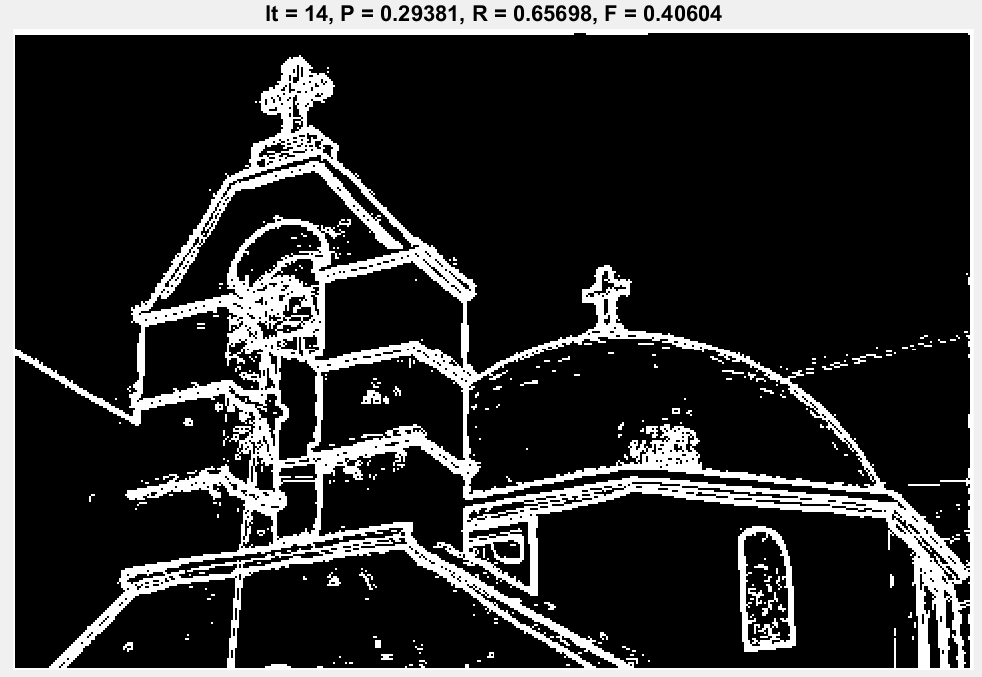 It = 14, P = 0.29381, R = 0.65698, F = 0.40604